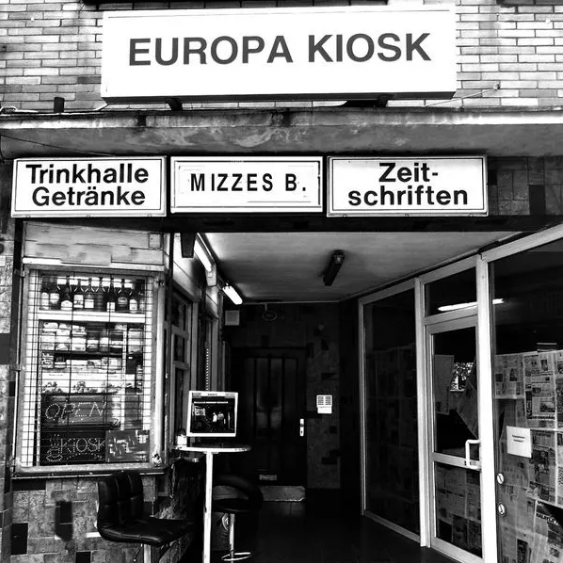 EUROPA KIOSK
Trinkhalle
Getränke
MIZZES B.
Zeit-
schriften
OPEN
KIOSK